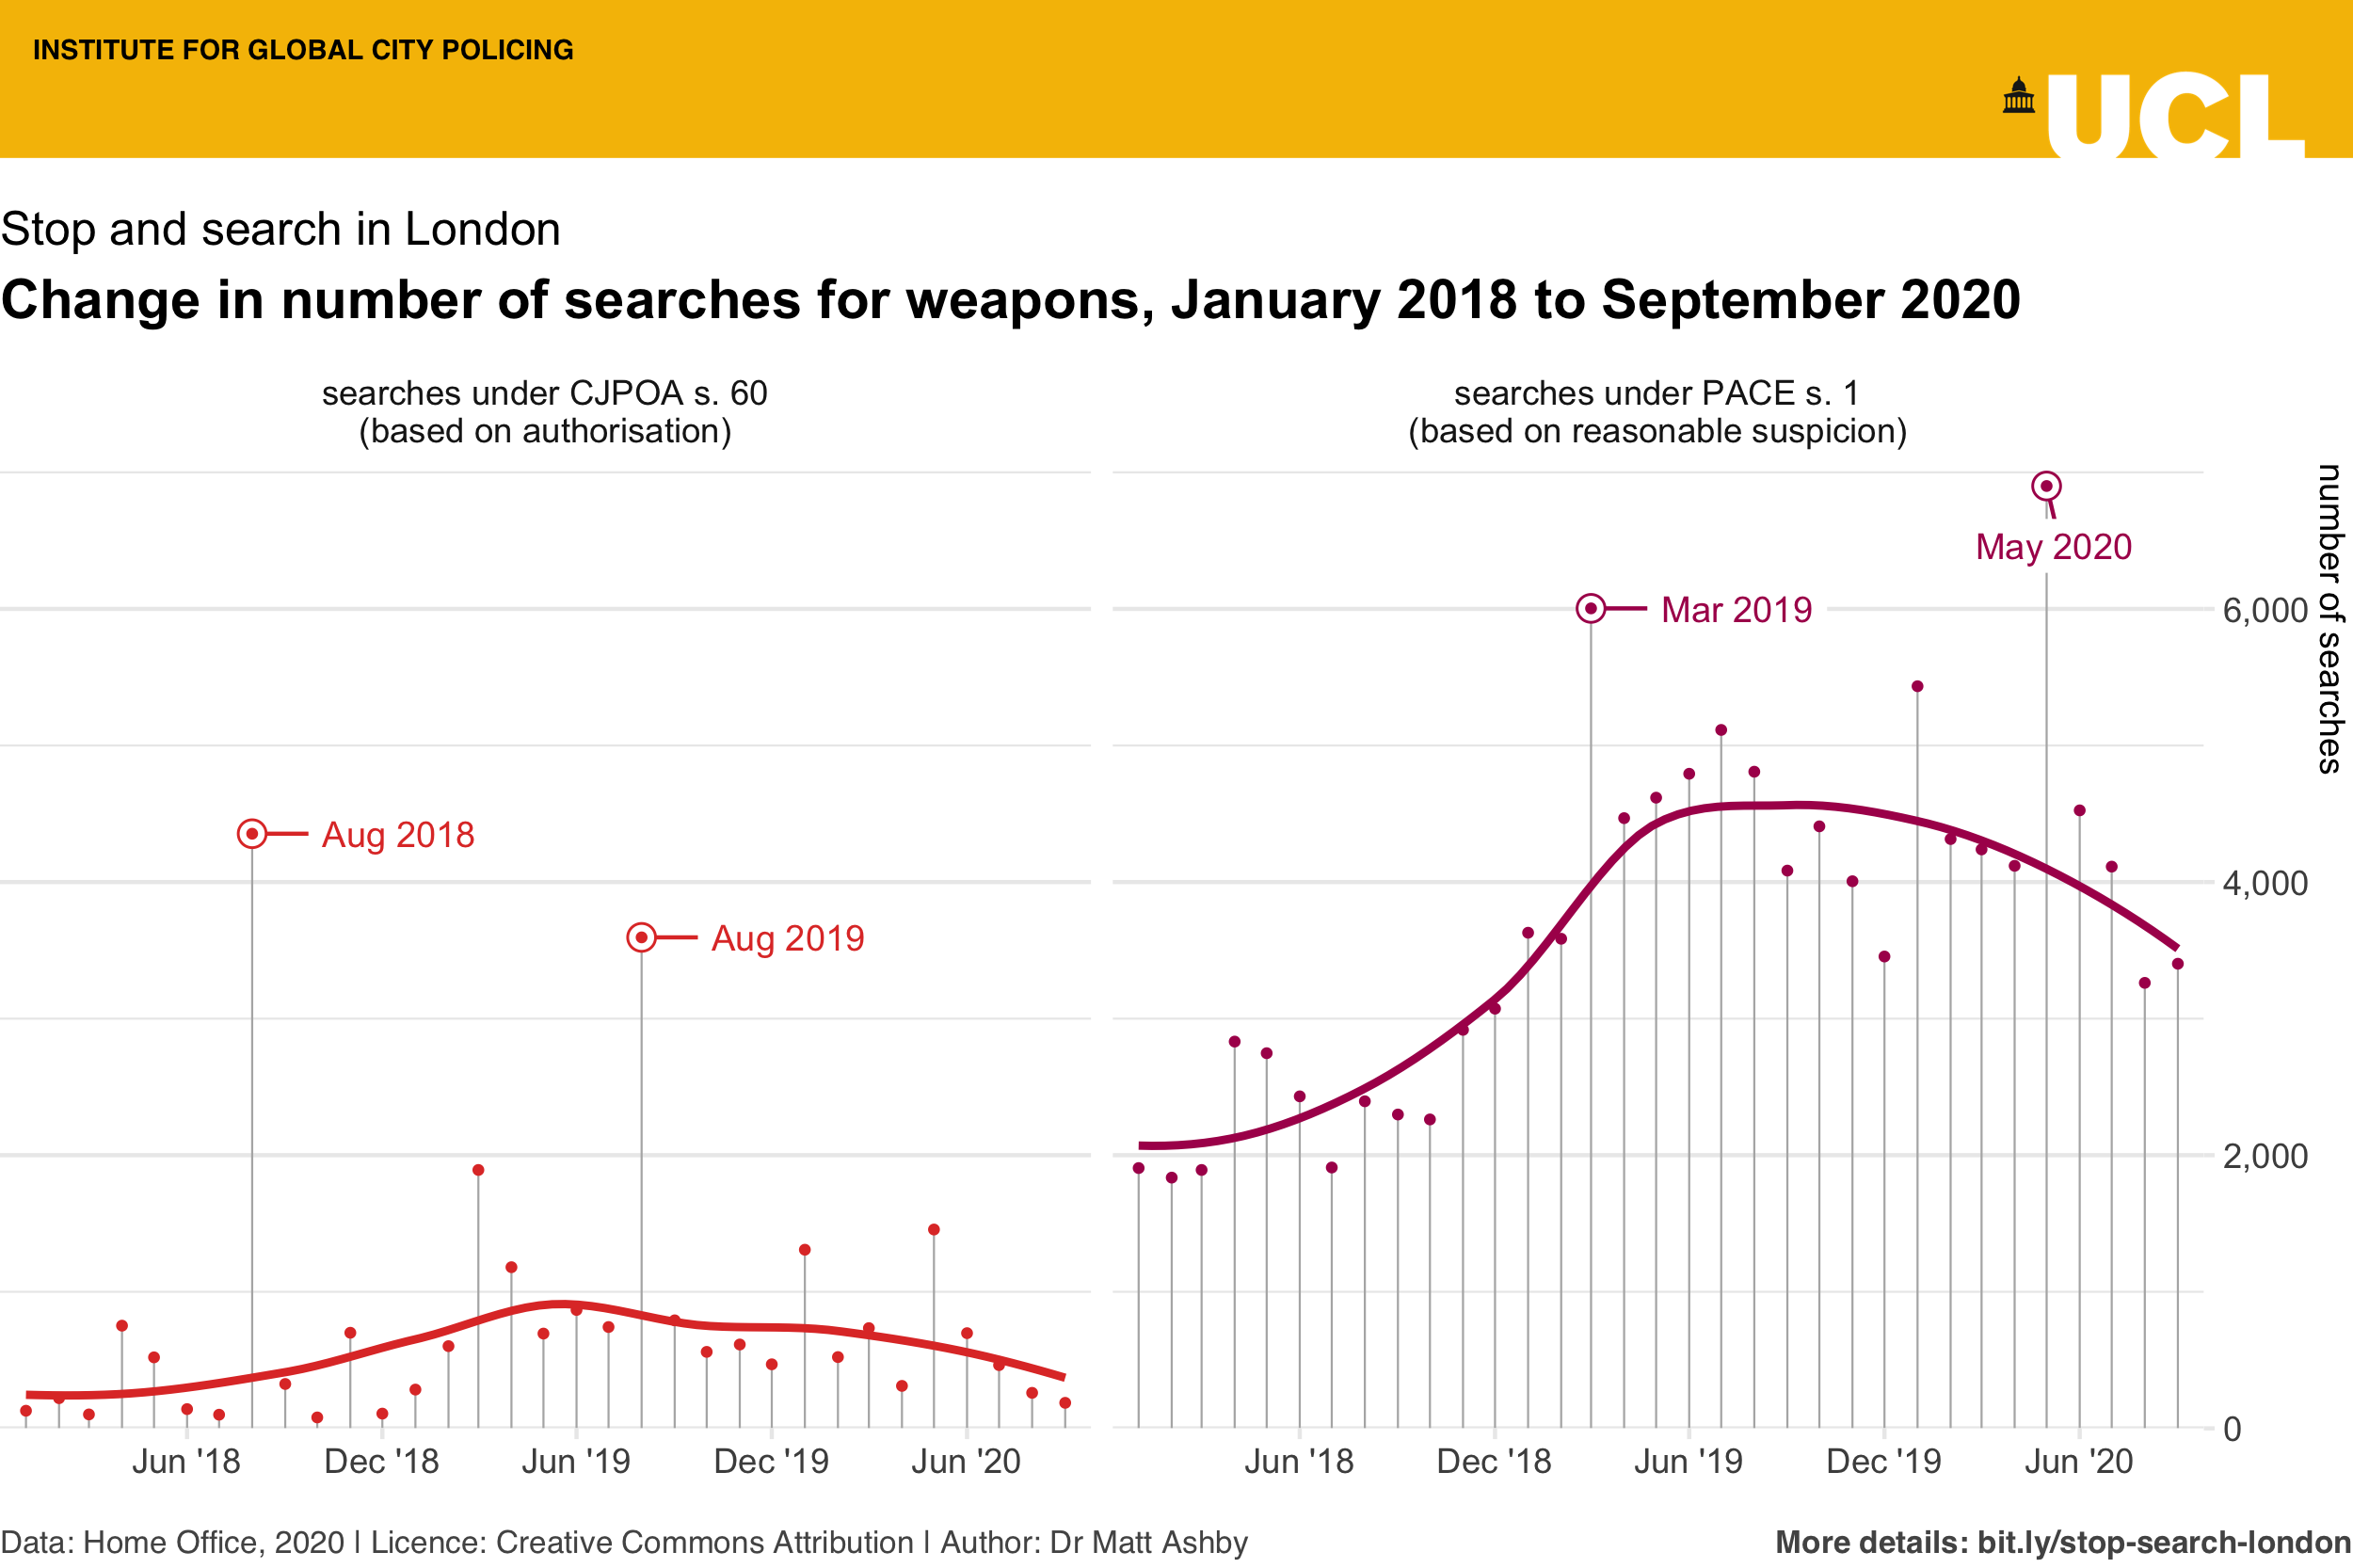 INSTITUTE FOR GLOBAL CITY POLICING
UCL
Stop and search in London
Change in number of searches for weapons, January 2018 to September 2020
searches under CJPOA s. 60
(based on authorisation)
searches under PACE s. 1
(based on reasonable suspicion)
number of searches
May 2020
Mar 2019
6,000
Aug 2018
4,000
Aug 2019
2,000
0
Jun '18
Dec '18
Jun '19
Dec '19
Jun '20
Jun '18
Dec '18
Jun '19
Dec '19
Jun '20
Data: Home Office, 2020 | Licence: Creative Commons Attribution | Author: Dr Matt Ashby
More details: bit.ly/stop-search-london